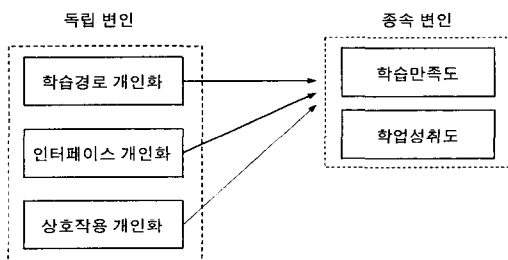 독립 변인
종속 변인
학습경로 개인화
학습만족도
인터페이스 개인화
학업성취도
상호작용 개인화